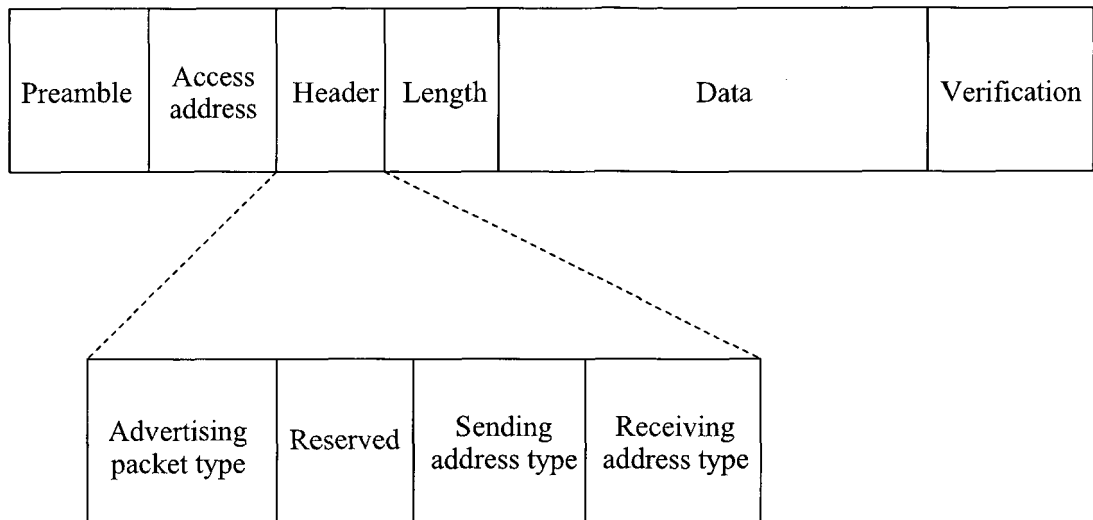 Preamble
Access
address
Header
Length
Data
Verification
Advertising
packet type
Reserved
Sending
address type
Receiving
address type